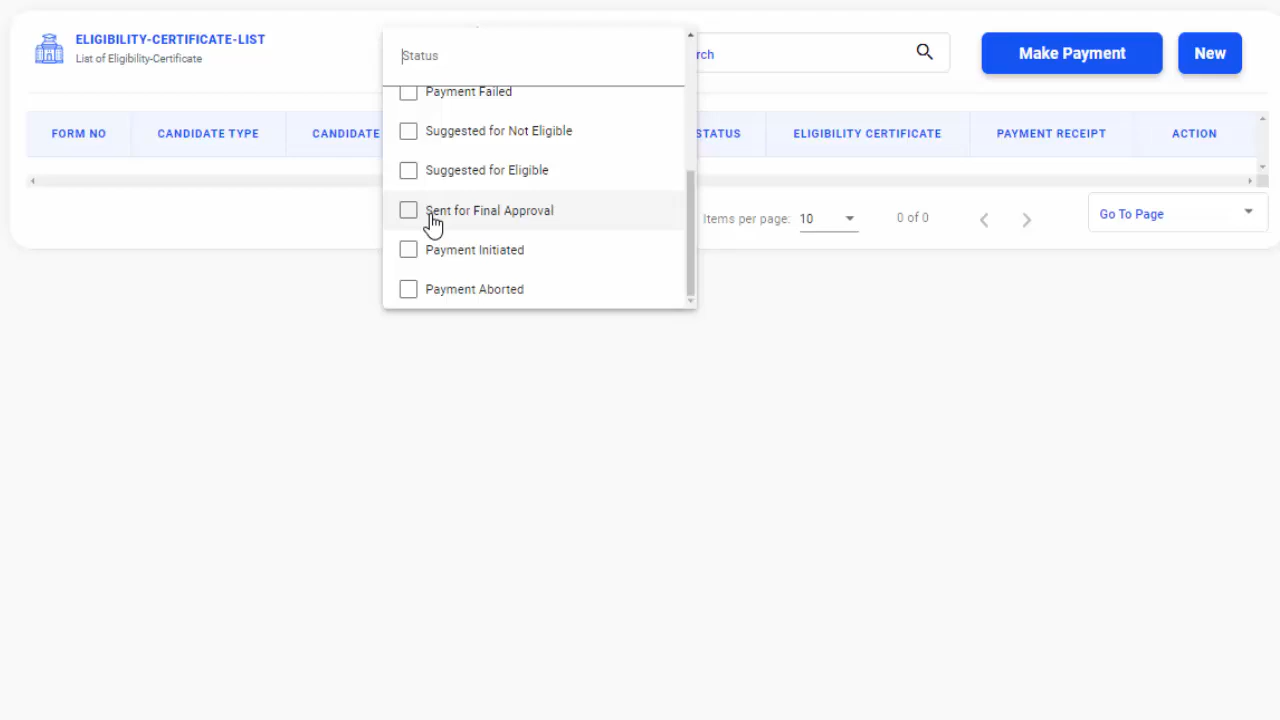 ELIGIBILITY-CERTIFICATE-LIST
List of Eligibility-Certificate
Status
rch
Make Payment
New
Payment Failed
Suggested for Not Eligible
Suggested for Eligible
Sent for Final Approval
Payment Initiated
Payment Aborted
FORM NO
CANDIDATE TYPE
CANDIDATE
STATUS
ELIGIBILITY CERTIFICATE
PAYMENT RECEIPT
ACTION
Items per page:
10
0 of 0
Go To Page